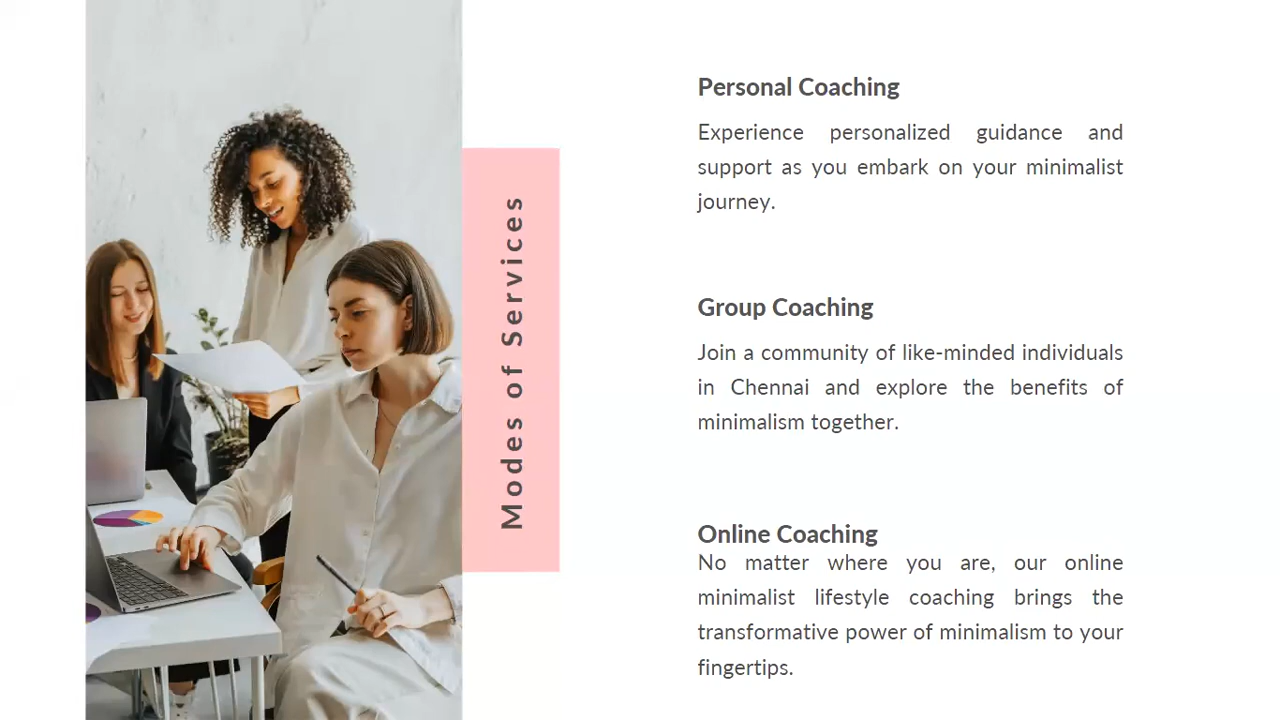 Modes of Services
Personal Coaching
Experience personalized guidance and
support as you embark on your minimalist
journey.
Group Coaching
Join a community of like-minded individuals
in Chennai and explore the benefits of
minimalism together.
Online Coaching
No matter where you are, our online
minimalist lifestyle coaching brings the
transformative power of minimalism to your
fingertips.